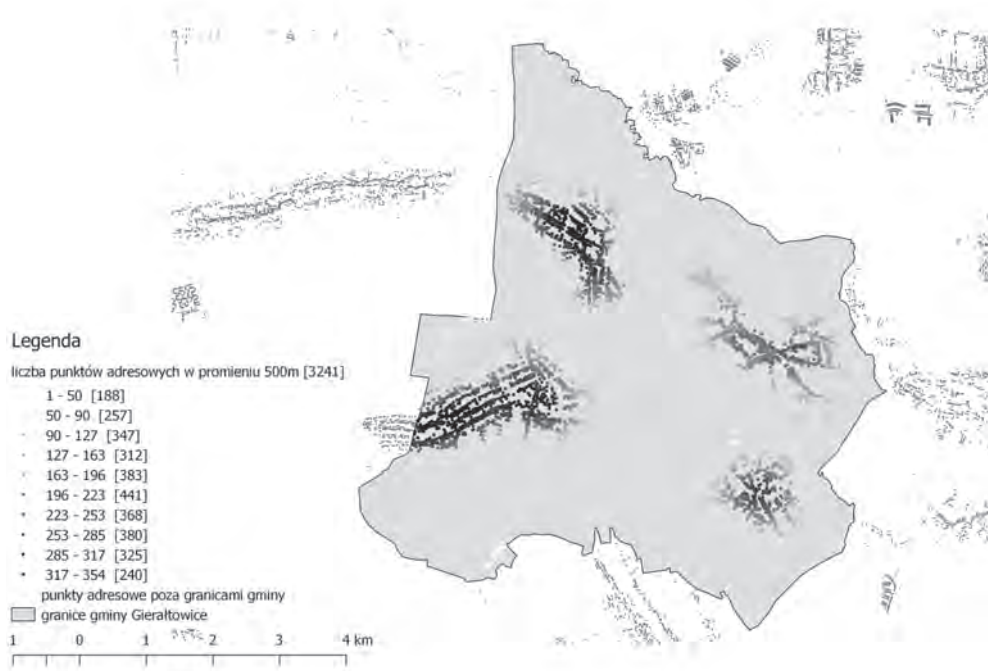 Legenda
liczba punktów adresowych w promieniu 500m [3241]
1 - 50 [188]
50 - 90 [257]
90 - 127 [347]
127 - 163 [312]
163 - 196 [383]
196 - 223 [441]
223 - 253 [368]
253 - 285 [380]
285 - 317 [325]
317 - 354 [240]
punkty adresowe poza granicami gminy
granice gminy Gierałtowice
1 0 1 2 3 4 km